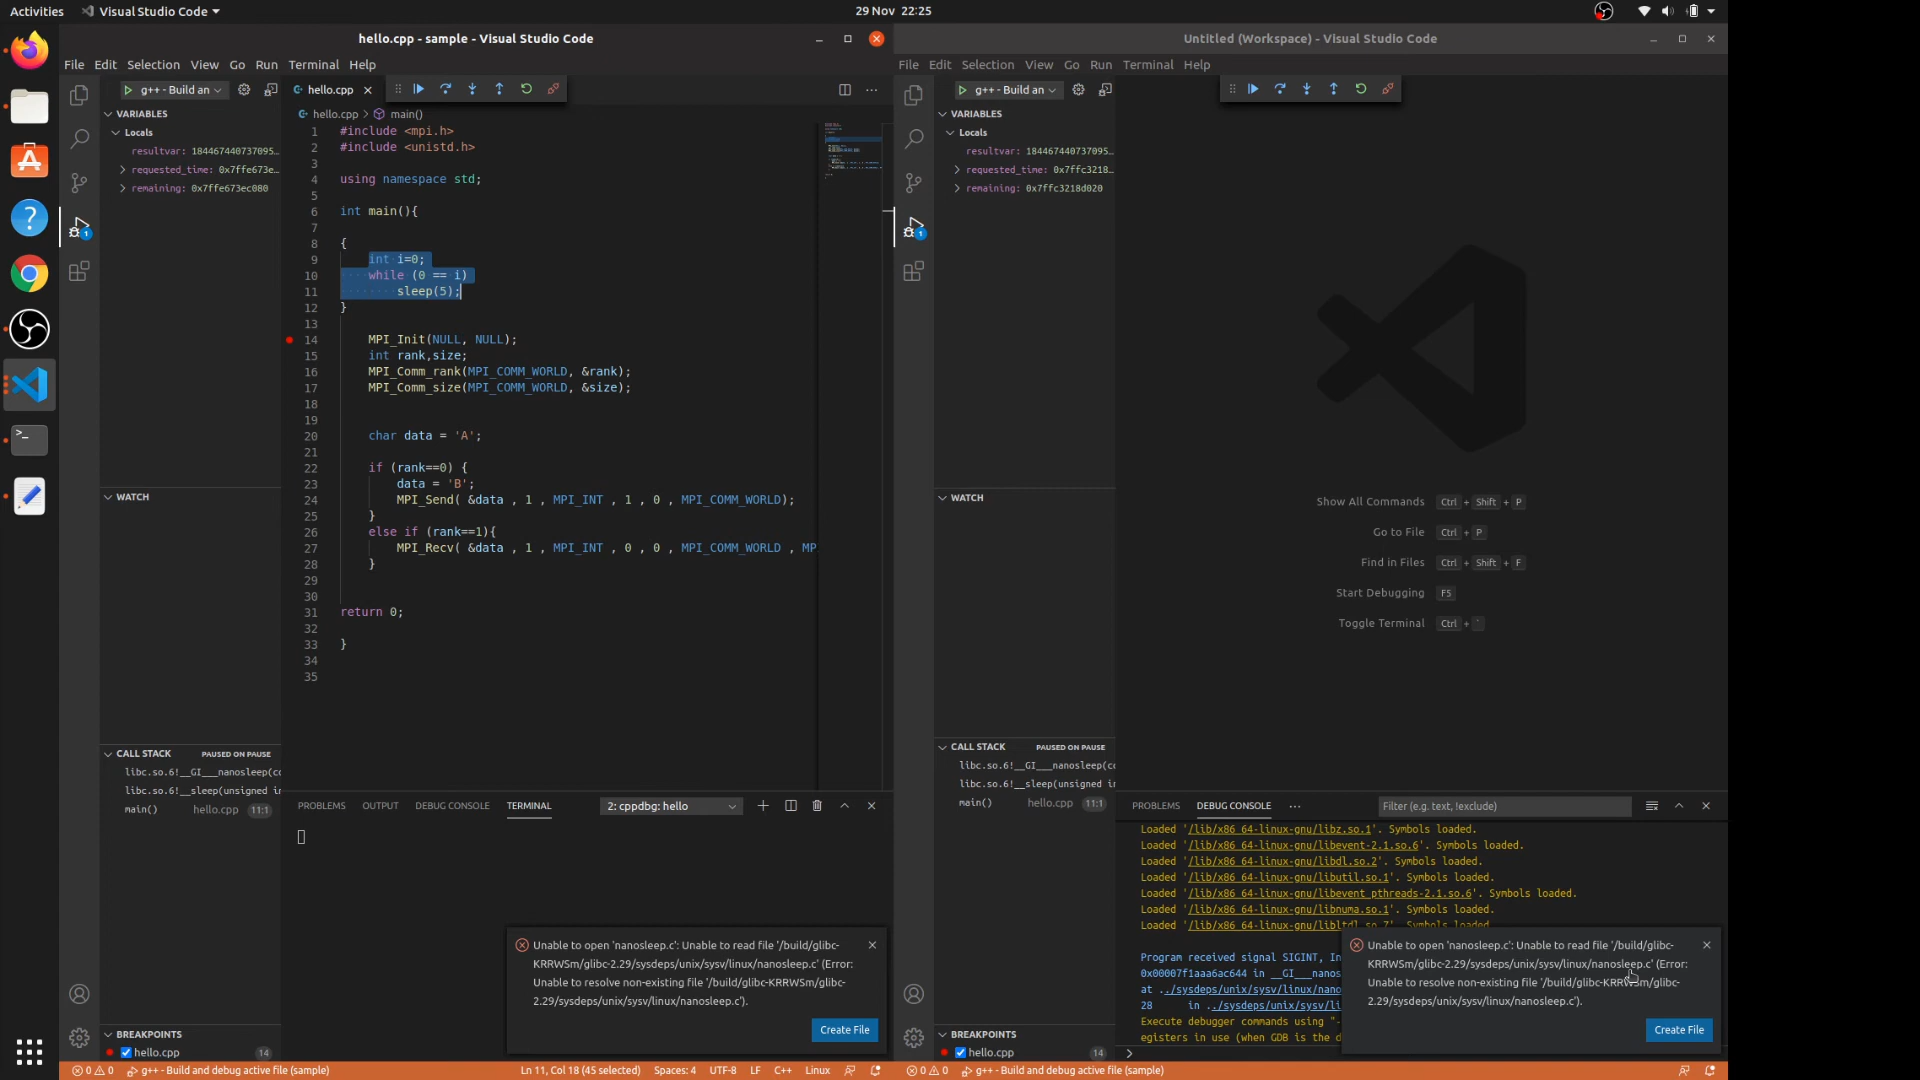 Activities
Visual Studio Code
29 Nov 22:25
hello.cpp - sample - Visual Studio Code
File Edit Selection View Go Run Terminal Help
g++ - Build an
hello.cpp
VARIABLES
Locals
resultvar: 184467440737095…
requested_time: 0x7ffe673e…
remaining: 0x7ffe673ec080
WATCH
CALL STACK PAUSED ON PAUSE
libc.so.6!__GI___nanosleep(co
libc.so.6!__sleep(unsigned in
main() hello.cpp 11:1
BREAKPOINTS
hello.cpp 14
hello.cpp > main()
1 #include <mpi.h>
2 #include <unistd.h>
3
4 using namespace std;
5
6 int main(){
7
8 {
9 int i=0;
10 while (0 == i)
11 sleep(5);
12 }
13
14 MPI_Init(NULL, NULL);
15 int rank,size;
16 MPI_Comm_rank(MPI_COMM_WORLD, &rank);
17 MPI_Comm_size(MPI_COMM_WORLD, &size);
18
19
20 char data = 'A';
21
22 if (rank==0) {
23 data = 'B';
24 MPI_Send( &data , 1 , MPI_INT , 1 , 0 , MPI_COMM_WORLD);
25 }
26 else if (rank==1){
27 MPI_Recv( &data , 1 , MPI_INT , 0 , 0 , MPI_COMM_WORLD , MP
28 }
29
30
31 return 0;
32
33 }
34
35
PROBLEMS OUTPUT DEBUG CONSOLE TERMINAL 2: cppdbg: hello
Unable to open 'nanosleep.c': Unable to read file '/build/glibc-
KRRWSm/glibc-2.29/sysdeps/unix/sysv/linux/nanosleep.c' (Error:
Unable to resolve non-existing file '/build/glibc-KRRWSm/glibc-
2.29/sysdeps/unix/sysv/linux/nanosleep.c').
Create File
0 0 g++ - Build and debug active file (sample)
Ln 11, Col 18 (45 selected) Spaces: 4 UTF-8 LF C++ Linux
Untitled (Workspace) - Visual Studio Code
File Edit Selection View Go Run Terminal Help
g++ - Build an
VARIABLES
Locals
resultvar: 184467440737095…
requested_time: 0x7ffc3218…
remaining: 0x7ffc3218d020
WATCH
CALL STACK PAUSED ON PAUSE
libc.so.6!__GI___nanosleep(co
libc.so.6!__sleep(unsigned in
main() hello.cpp 11:1
BREAKPOINTS
hello.cpp 14
Show All Commands Ctrl + Shift + P
Go to File Ctrl + P
Find in Files Ctrl + Shift + F
Start Debugging F5
Toggle Terminal Ctrl + `
PROBLEMS DEBUG CONSOLE ··· Filter (e.g. text, !exclude)
Loaded '/lib/x86_64-linux-gnu/libz.so.1'. Symbols loaded.
Loaded '/lib/x86_64-linux-gnu/libevent-2.1.so.6'. Symbols loaded.
Loaded '/lib/x86_64-linux-gnu/libdl.so.2'. Symbols loaded.
Loaded '/lib/x86_64-linux-gnu/libutil.so.1'. Symbols loaded.
Loaded '/lib/x86_64-linux-gnu/libevent_pthreads-2.1.so.6'. Symbols loaded.
Loaded '/lib/x86_64-linux-gnu/libnuma.so.1'. Symbols loaded.
Loaded '/lib/x86_64-linux-gnu/libltdl.so.7'. Symbols loaded.
Program received signal SIGINT, In
0x00007f1aaa6ac644 in __GI___nanos
at ../sysdeps/unix/sysv/linux/nano
28 in ../sysdeps/unix/sysv/li
Execute debugger commands using "-
egisters in use (when GDB is the d
Unable to open 'nanosleep.c': Unable to read file '/build/glibc-
KRRWSm/glibc-2.29/sysdeps/unix/sysv/linux/nanosleep.c' (Error:
Unable to resolve non-existing file '/build/glibc-KRRWSm/glibc-
2.29/sysdeps/unix/sysv/linux/nanosleep.c').
Create File
0 0 g++ - Build and debug active file (sample)